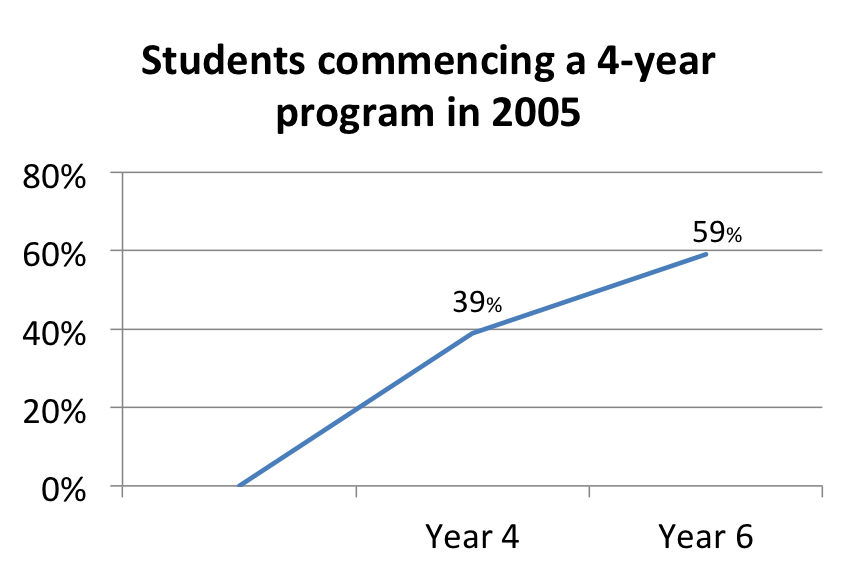 Students commencing a 4-year
program in 2005
80%
59%
60%
39%
40%
20%
0%
Year 4 Year 6